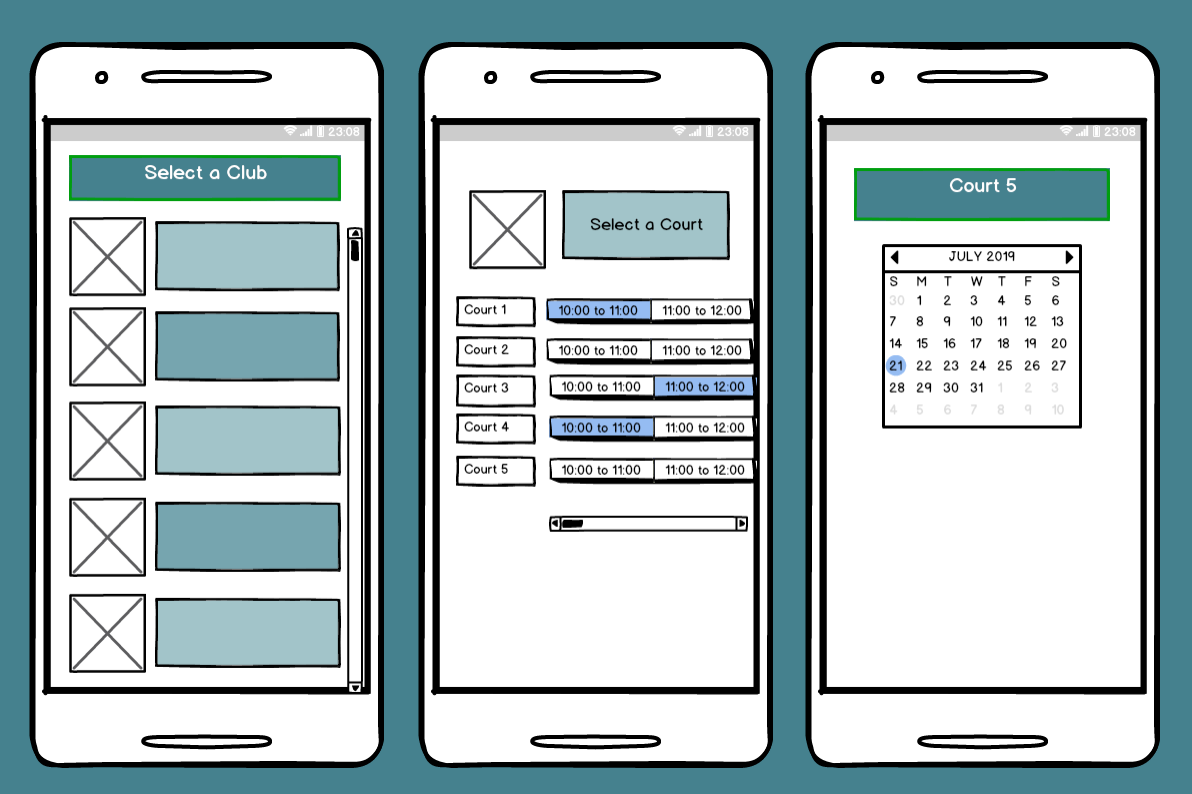 23:08
Select a Club
23:08
Select a Court
Court 1 10:00 to 11:00 11:00 to 12:00
Court 2 10:00 to 11:00 11:00 to 12:00
Court 3 10:00 to 11:00 11:00 to 12:00
Court 4 10:00 to 11:00 11:00 to 12:00
Court 5 10:00 to 11:00 11:00 to 12:00
23:08
Court 5
JULY 2019
S M T W T F S
30 1 2 3 4 5 6
7 8 9 10 11 12 13
14 15 16 17 18 19 20
21 22 23 24 25 26 27
28 29 30 31 1 2 3
4 5 6 7 8 9 10